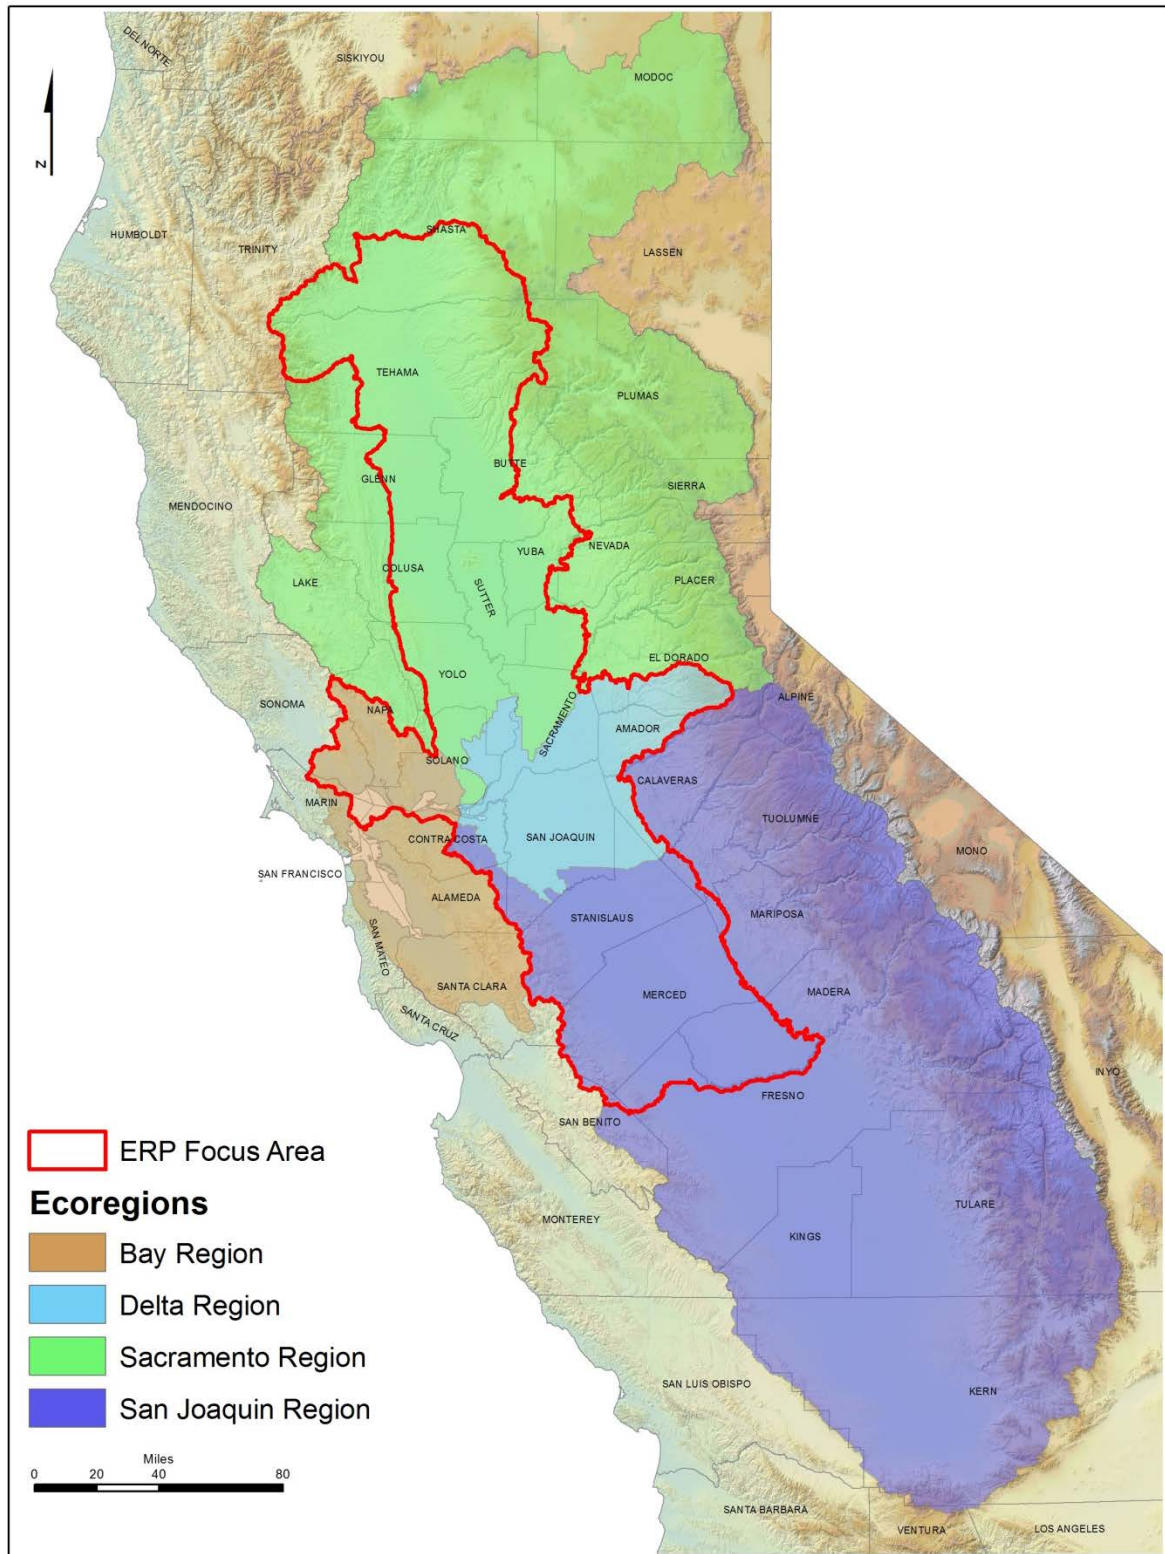 DEL NORTE
SISKIYOU
MODOC
N
SHASTA
HUMBOLDT
TRINITY
LASSEN
TEHAMA
PLUMAS
BUTTE
GLENN
SIERRA
MENDOCINO
YUBA
NEVADA
COLUSA
LAKE
SUTTER
PLACER
EL DORADO
YOLO
SONOMA
NAPA
SACRAMENTO
ALPINE
AMADOR
SOLANO
CALAVERAS
MARIN
TUOLUMNE
CONTRA COSTA
SAN JOAQUIN
MONO
SAN FRANCISCO
ALAMEDA
STANISLAUS
MARIPOSA
SAN MATEO
SANTA CLARA
MERCED
MADERA
SANTA CRUZ
INYO
FRESNO
SAN BENITO
ERP Focus Area
Ecoregions
TULARE
MONTEREY
KINGS
Bay Region
Delta Region
Sacramento Region
SAN LUIS OBISPO
KERN
San Joaquin Region
Miles
0 20 40 80
SANTA BARBARA
VENTURA
LOS ANGELES